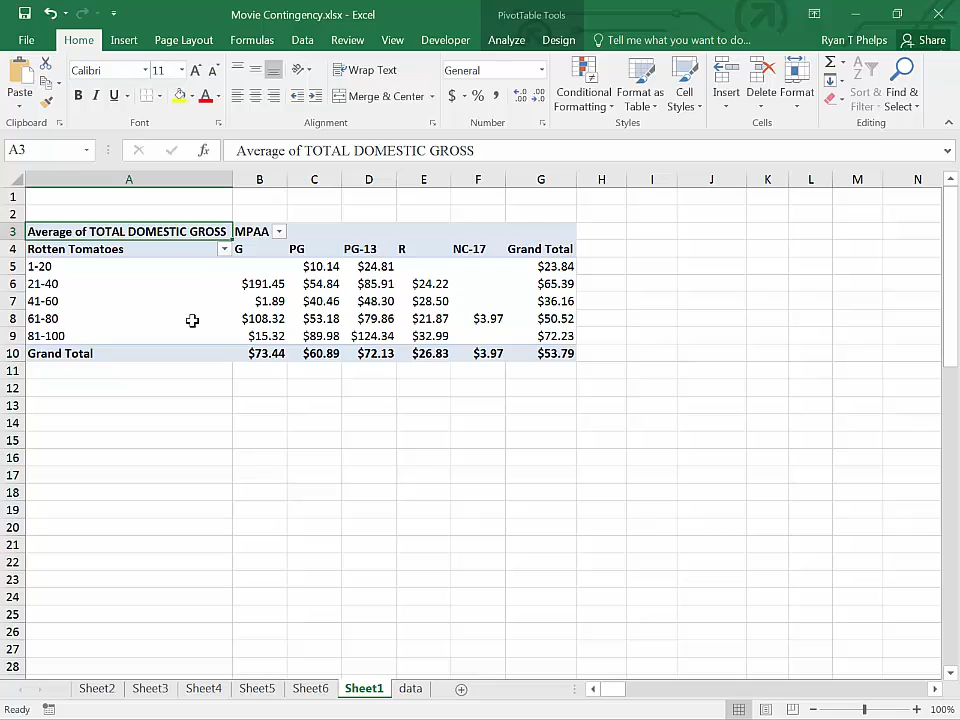 Movie Contingency.xlsx - Excel
PivotTable Tools
File Home Insert Page Layout Formulas Data Review View Developer Analyze Design Tell me what you want to do... Ryan T Phelps Share
Paste
Calibri 11
B I U
Wrap Text
Merge & Center
General
$ % ,
Conditional Formatting
Format as Table
Cell Styles
Insert Delete Format
Sort & Filter
Find & Select
Clipboard Font Alignment Number Styles Cells Editing
A3 fx Average of TOTAL DOMESTIC GROSS
A B C D E F G H I J K L M N
1
2
3 Average of TOTAL DOMESTIC GROSS MPAA
4 Rotten Tomatoes G PG PG-13 R NC-17 Grand Total
5 1-20 $10.14 $24.81 $23.84
6 21-40 $191.45 $54.84 $85.91 $24.22 $65.39
7 41-60 $1.89 $40.46 $48.30 $28.50 $36.16
8 61-80 $108.32 $53.18 $79.86 $21.87 $3.97 $50.52
9 81-100 $15.32 $89.98 $124.34 $32.99 $72.23
10 Grand Total $73.44 $60.89 $72.13 $26.83 $3.97 $53.79
11
12
13
14
15
16
17
18
19
20
21
22
23
24
25
26
27
28
Sheet2 Sheet3 Sheet4 Sheet5 Sheet6 Sheet1 data
Ready 100%